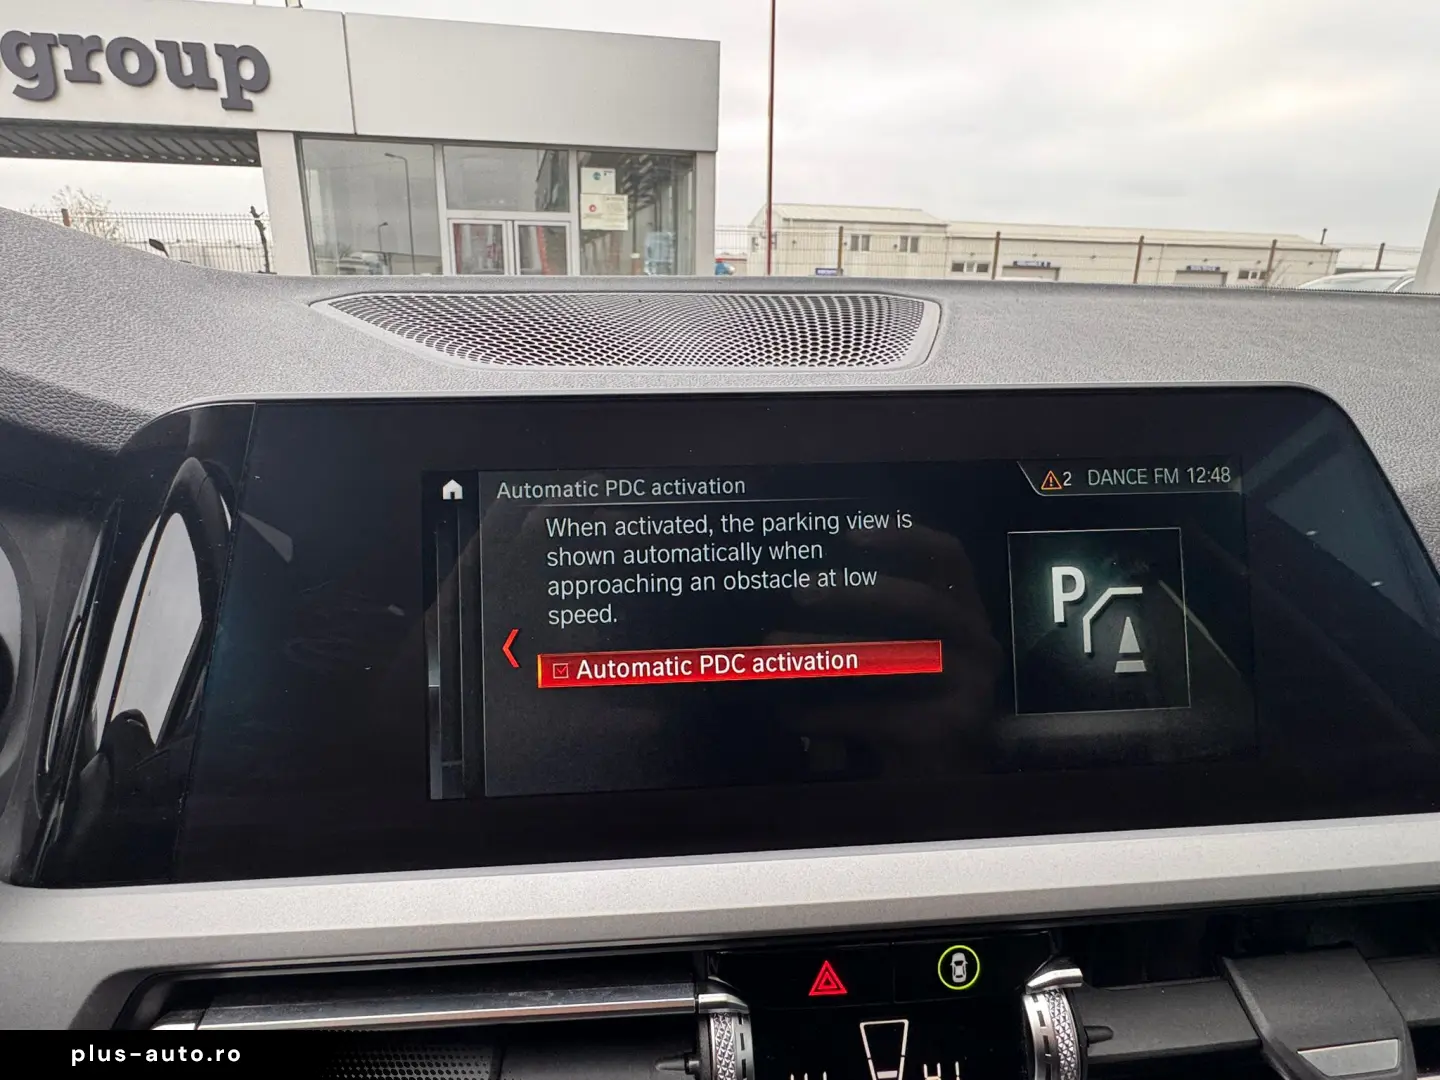 group
Automatic PDC activation
2 DANCE FM 12:48
When activated, the parking view is
shown automatically when
approaching an obstacle at low
speed.
Automatic PDC activation
P
plus-auto.ro